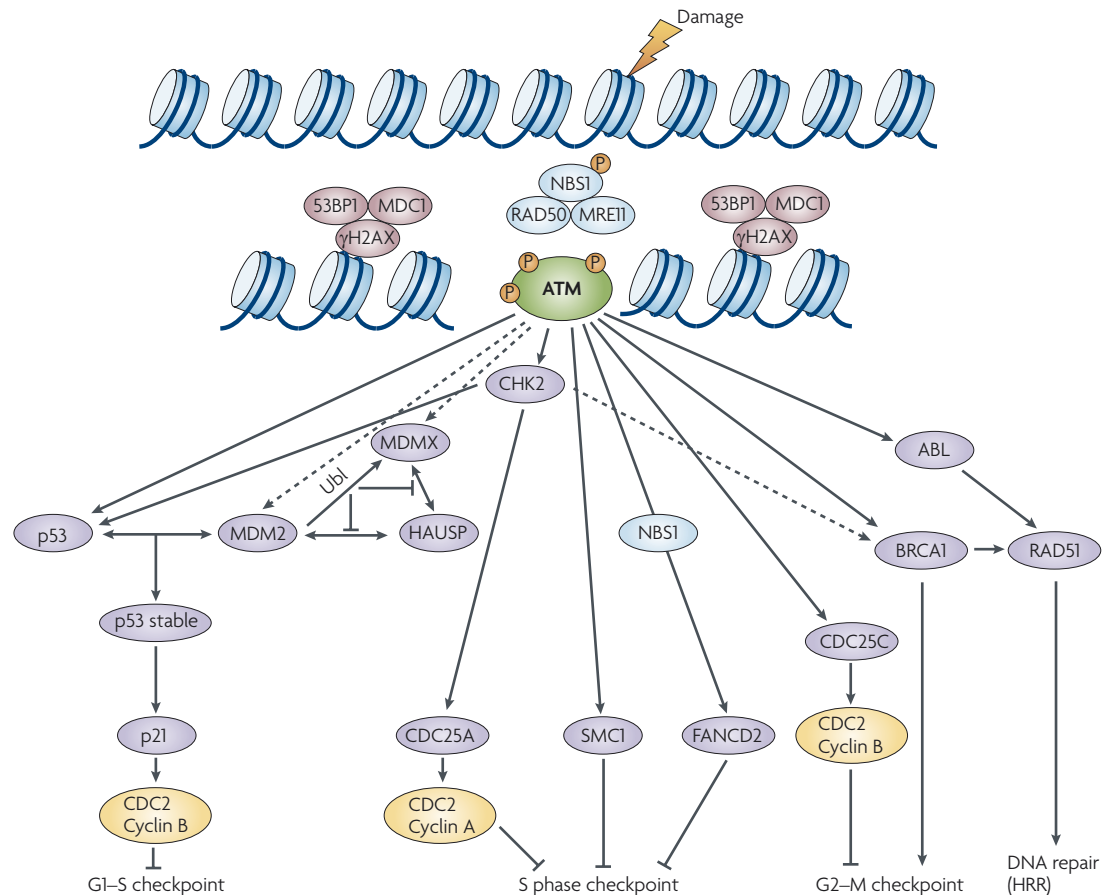 Damage
P
NBS1
RAD50
MRE11
53BP1
MDC1
γH2AX
53BP1
MDC1
γH2AX
P
P
P
ATM
CHK2
MDMX
ABL
Ubl
p53
MDM2
HAUSP
NBS1
BRCA1
RAD51
p53 stable
CDC25C
p21
CDC25A
SMC1
FANCD2
CDC2
Cyclin B
CDC2
Cyclin B
CDC2
Cyclin A
G1–S checkpoint
S phase checkpoint
G2–M checkpoint
DNA repair
(HRR)